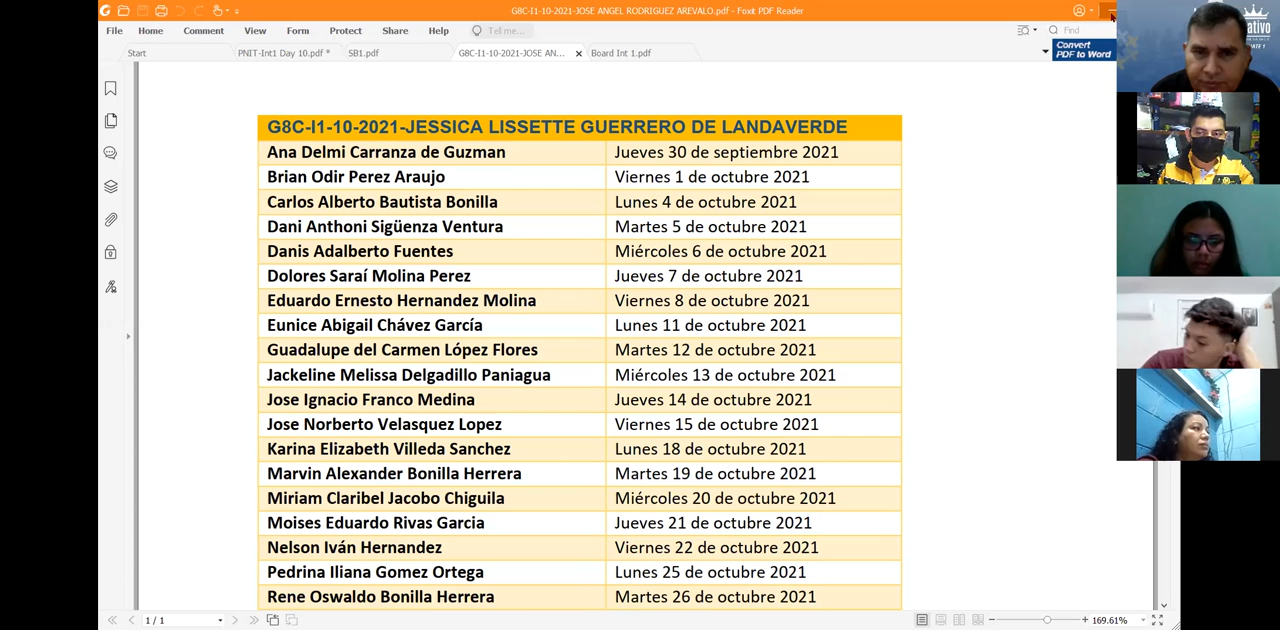 G8C-I1-10-2021-JOSE ANGEL RODRIGUEZ AREVALO.pdf - Foxit PDF Reader
File Home Comment View Form Protect Share Help Tell me... Find
Start PNIT-Int1 Day 10.pdf * SB1.pdf G8C-I1-10-2021-JOSE AN... Board Int 1.pdf
Convert
PDF to Word
G8C-I1-10-2021-JESSICA LISSETTE GUERRERO DE LANDAVERDE
Ana Delmi Carranza de Guzman Jueves 30 de septiembre 2021
Brian Odir Perez Araujo Viernes 1 de octubre 2021
Carlos Alberto Bautista Bonilla Lunes 4 de octubre 2021
Dani Anthoni Sigüenza Ventura Martes 5 de octubre 2021
Danis Adalberto Fuentes Miércoles 6 de octubre 2021
Dolores Saraí Molina Perez Jueves 7 de octubre 2021
Eduardo Ernesto Hernandez Molina Viernes 8 de octubre 2021
Eunice Abigail Chávez García Lunes 11 de octubre 2021
Guadalupe del Carmen López Flores Martes 12 de octubre 2021
Jackeline Melissa Delgadillo Paniagua Miércoles 13 de octubre 2021
Jose Ignacio Franco Medina Jueves 14 de octubre 2021
Jose Norberto Velasquez Lopez Viernes 15 de octubre 2021
Karina Elizabeth Villeda Sanchez Lunes 18 de octubre 2021
Marvin Alexander Bonilla Herrera Martes 19 de octubre 2021
Miriam Claribel Jacobo Chiguila Miércoles 20 de octubre 2021
Moises Eduardo Rivas Garcia Jueves 21 de octubre 2021
Nelson Iván Hernandez Viernes 22 de octubre 2021
Pedrina Iliana Gomez Ortega Lunes 25 de octubre 2021
Rene Oswaldo Bonilla Herrera Martes 26 de octubre 2021
1 / 1 169.61%